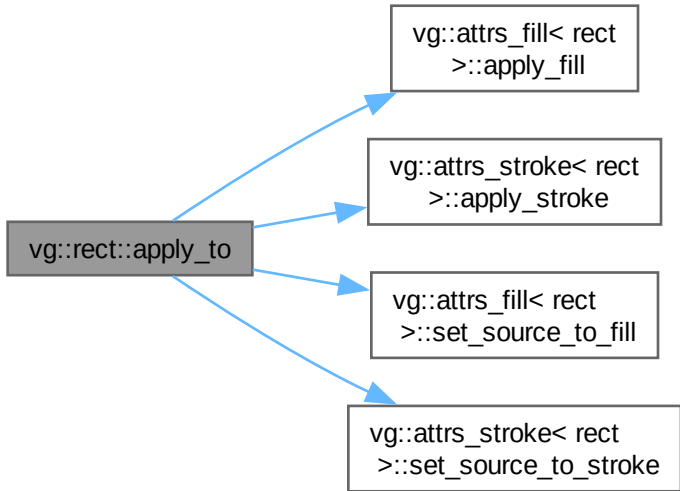 vg::attrs_fill< rect
>::apply_fill
vg::attrs_stroke< rect
>::apply_stroke
vg::rect::apply_to
vg::attrs_fill< rect
>::set_source_to_fill
vg::attrs_stroke< rect
>::set_source_to_stroke